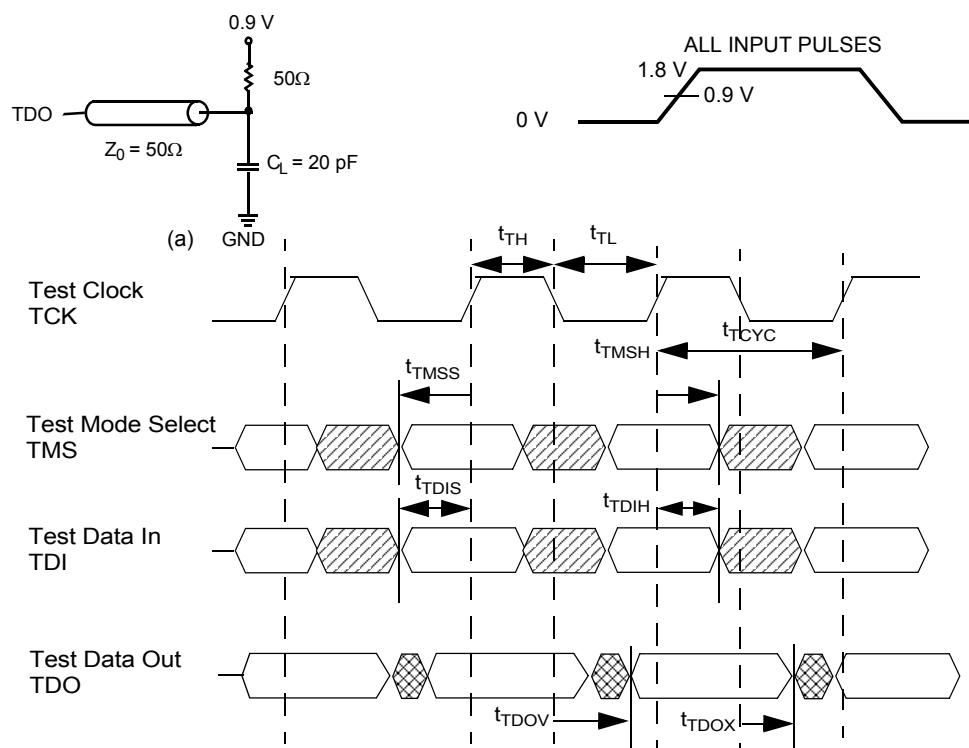 0.9 V
50Ω
TDO
Z0 = 50Ω
CL = 20 pF
(a)
GND
ALL INPUT PULSES
1.8 V
0.9 V
0 V
tTH
tTL
Test Clock
TCK
tTCYC
tTMSH
tTMSS
Test Mode Select
TMS
tTDIS
tTDIH
Test Data In
TDI
Test Data Out
TDO
tTDOV
tTDOX